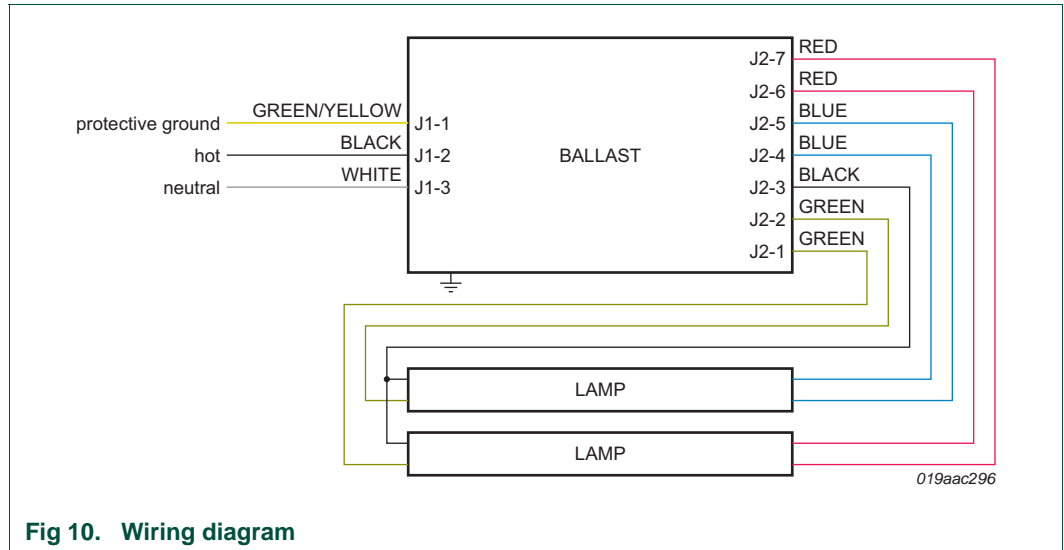 RED
J2-7
RED
J2-6
GREEN/YELLOW
BLUE
protective ground
J1-1
J2-5
BLACK
BLUE
hot
J1-2
BALLAST
J2-4
WHITE
BLACK
neutral
J1-3
J2-3
GREEN
J2-2
GREEN
J2-1
LAMP
LAMP
019aac296
Fig 10. Wiring diagram